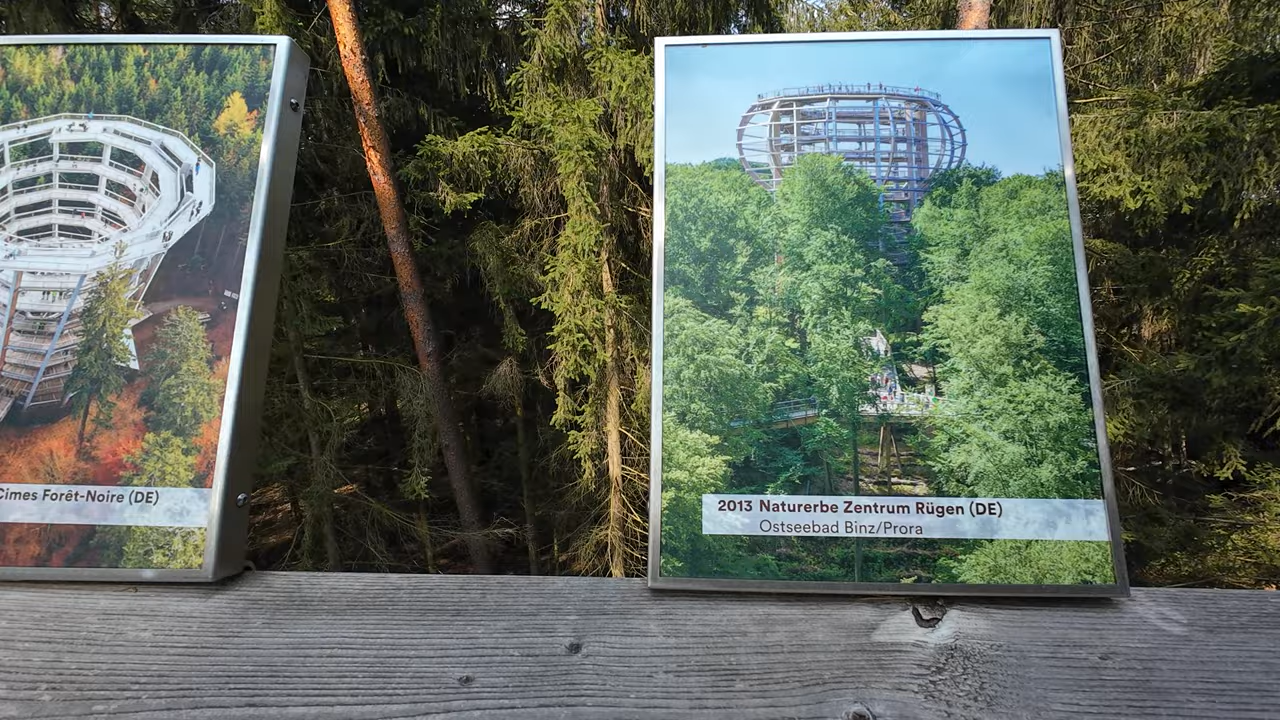 Cimes Forêt-Noire (DE)
2013 Naturerbe Zentrum Rügen (DE)
Ostseebad Binz/Prora